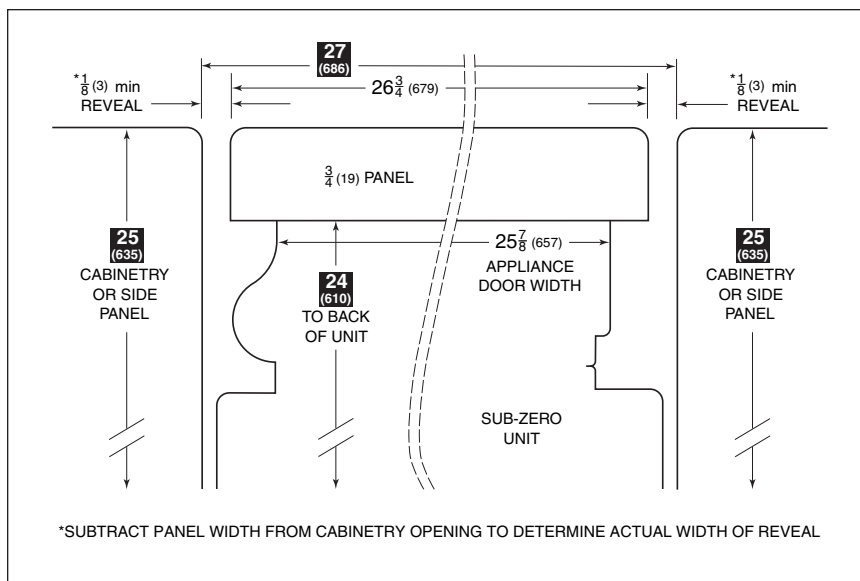 27
(686)
*1/8 (3) min
REVEAL
26 3/4 (679)
*1/8 (3) min
REVEAL
3/4 (19) PANEL
25
(635)
CABINETRY
OR SIDE
PANEL
24
(610)
TO BACK
OF UNIT
25 7/8 (657)
APPLIANCE
DOOR WIDTH
25
(635)
CABINETRY
OR SIDE
PANEL
SUB-ZERO
UNIT
*SUBTRACT PANEL WIDTH FROM CABINETRY OPENING TO DETERMINE ACTUAL WIDTH OF REVEAL